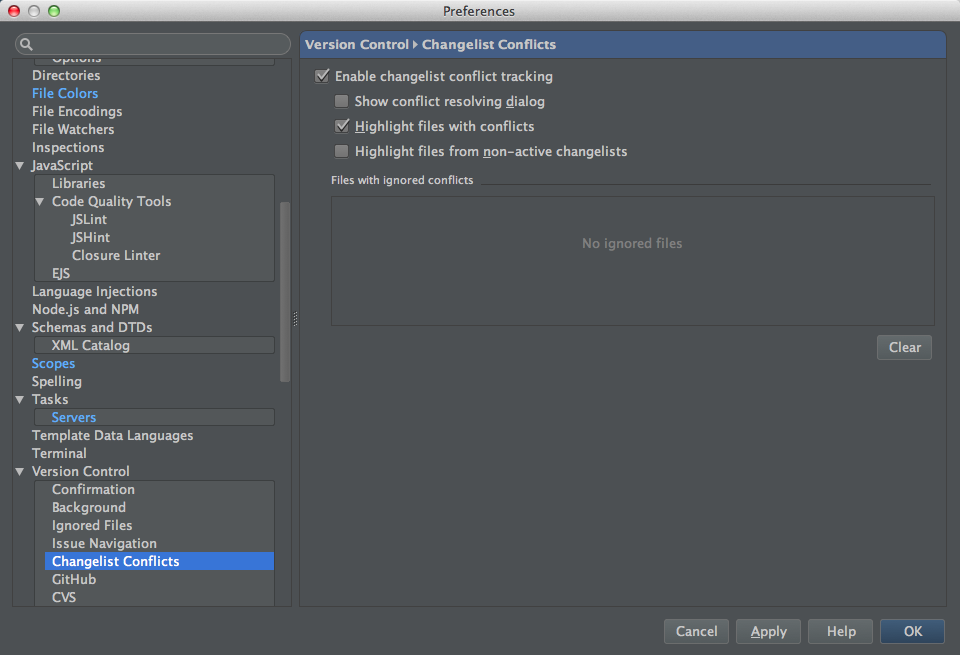 Preferences
Options
Directories
File Colors
File Encodings
File Watchers
Inspections
JavaScript
Libraries
Code Quality Tools
JSLint
JSHint
Closure Linter
EJS
Language Injections
Node.js and NPM
Schemas and DTDs
XML Catalog
Scopes
Spelling
Tasks
Servers
Template Data Languages
Terminal
Version Control
Confirmation
Background
Ignored Files
Issue Navigation
Changelist Conflicts
GitHub
CVS
Version Control ▸ Changelist Conflicts
Enable changelist conflict tracking
Show conflict resolving dialog
Highlight files with conflicts
Highlight files from non-active changelists
Files with ignored conflicts
No ignored files
Clear
Cancel
Apply
Help
OK